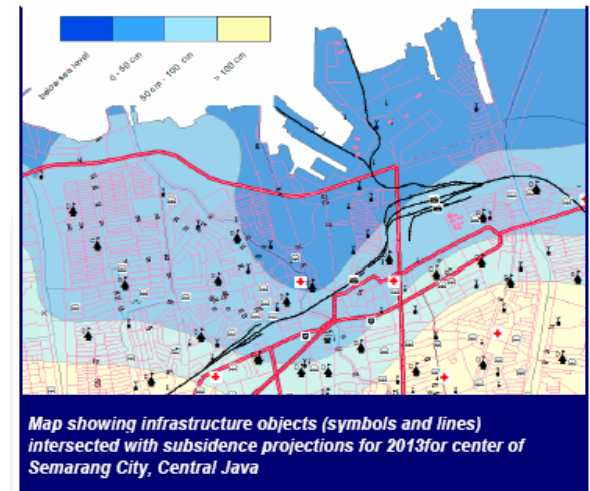 below sea level
0 - 50 cm
50 cm - 100 cm
> 100 cm
Map showing infrastructure objects (symbols and lines)
intersected with subsidence projections for 2013for center of
Semarang City, Central Java